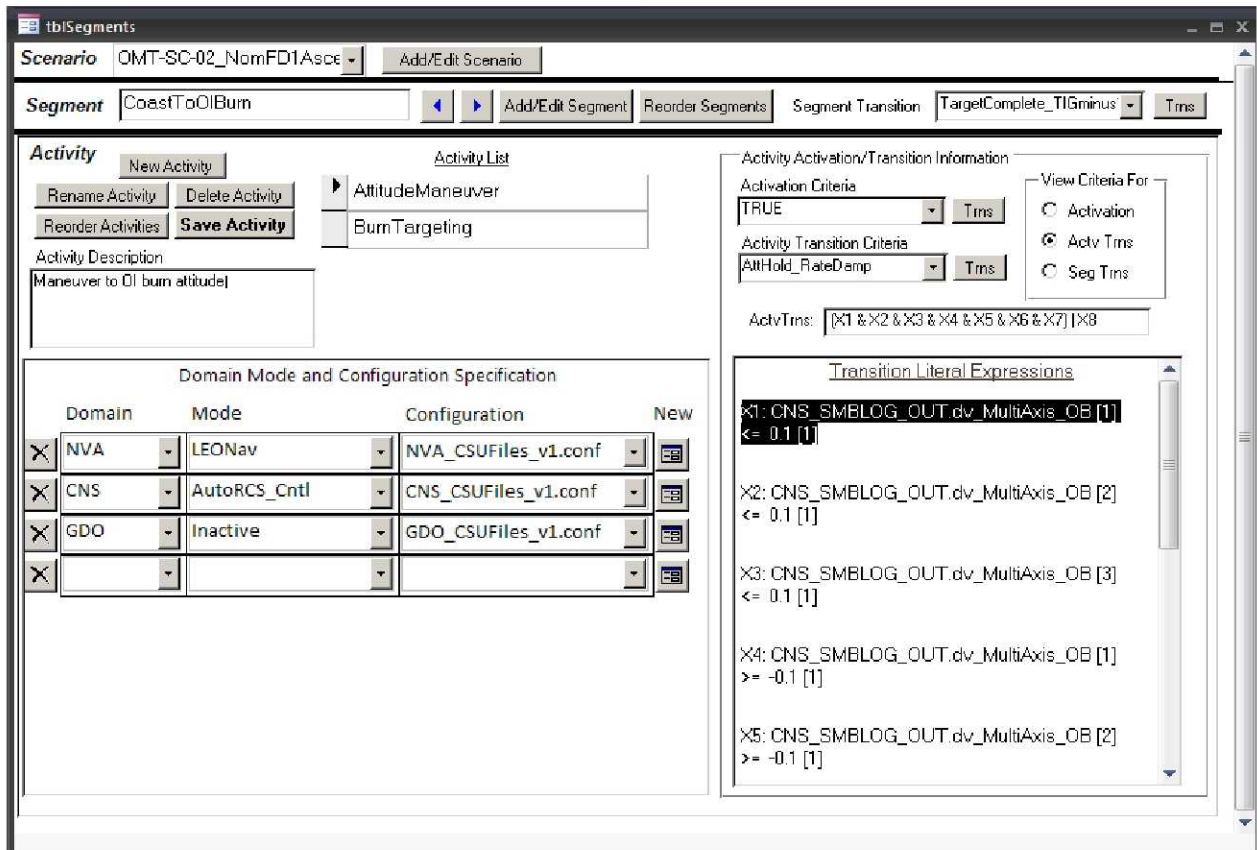 tblSegments
Scenario OMT-SC-02_NomFD1Asce Add/Edit Scenario
Segment CoastToOIBurn Add/Edit Segment Reorder Segments Segment Transition TargetComplete_TIGminus Trns
Activity
New Activity
Rename Activity Delete Activity
Reorder Activities Save Activity
Activity Description
Maneuver to OI burn attitude
Activity List
AttitudeManeuver
BurnTargeting
Activity Activation/Transition Information
Activation Criteria
TRUE Trns
Activity Transition Criteria
AttHold_RateDamp Trns
View Criteria For
Activation
Actv Trns
Seg Trns
ActvTrns: (X1 & X2 & X3 & X4 & X5 & X6 & X7) | X8
Domain Mode and Configuration Specification
Domain Mode Configuration New
X NVA LEONav NVA_CSUFiles_v1.conf
X CNS AutoRCS_Cntl CNS_CSUFiles_v1.conf
X GDO Inactive GDO_CSUFiles_v1.conf
X
Transition Literal Expressions
X1: CNS_SMBLOG_OUT.dv_MultiAxis_OB [1]
<= 0.1 [1]
X2: CNS_SMBLOG_OUT.dv_MultiAxis_OB [2]
<= 0.1 [1]
X3: CNS_SMBLOG_OUT.dv_MultiAxis_OB [3]
<= 0.1 [1]
X4: CNS_SMBLOG_OUT.dv_MultiAxis_OB [1]
>= -0.1 [1]
X5: CNS_SMBLOG_OUT.dv_MultiAxis_OB [2]
>= -0.1 [1]